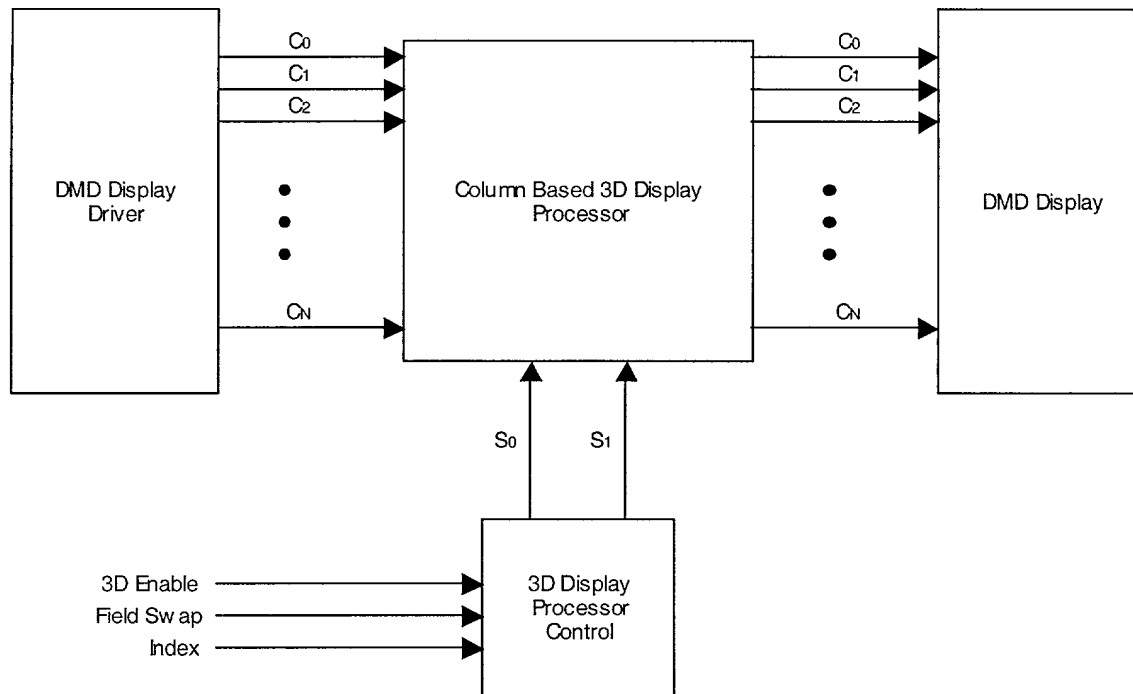 C0
C1
C2
CN
DMD Display
Driver
Column Based 3D Display
Processor
C0
C1
C2
CN
DMD Display
S0
S1
3D Enable
Field Swap
Index
3D Display
Processor
Control